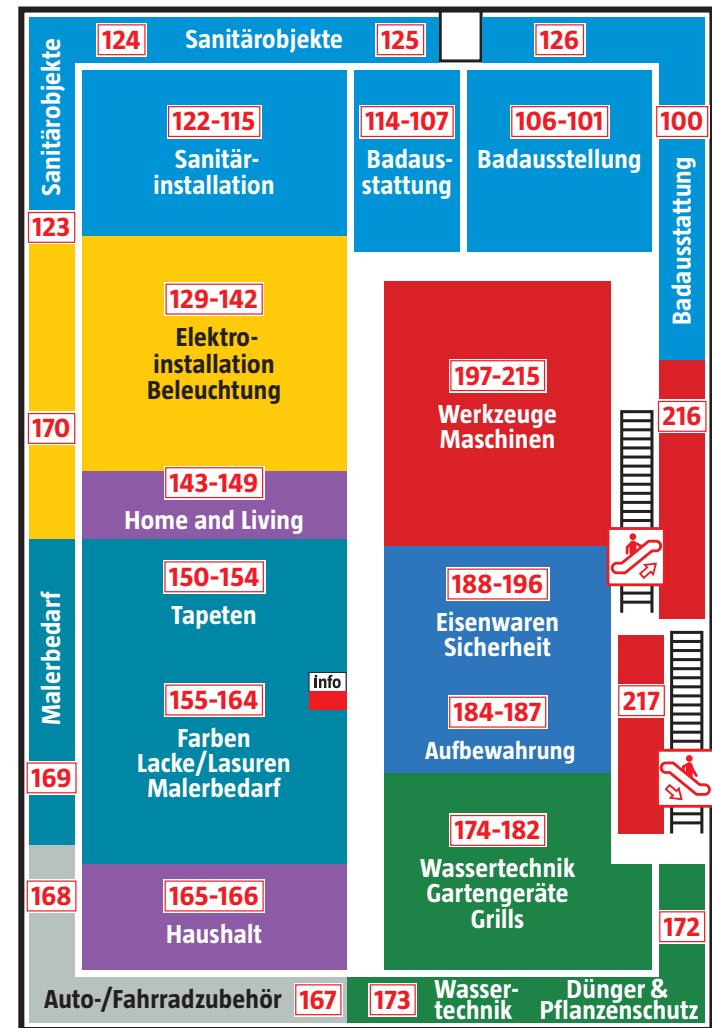 124 Sanitärobjekte 125 126
Sanitärobjekte
122-115
Sanitär-
installation
114-107
Badaus-
stattung
106-101
Badausstellung
100
Badausstattung
123
129-142
Elektro-
installation
Beleuchtung
170
197-215
Werkzeuge
Maschinen
216
143-149
Home and Living
150-154
Tapeten
188-196
Eisenwaren
Sicherheit
Malerbedarf
info
155-164
Farben
Lacke/Lasuren
Malerbedarf
184-187
Aufbewahrung
217
169
174-182
Wassertechnik
Gartengeräte
Grills
168
165-166
Haushalt
172
Auto-/Fahrradzubehör 167
173 Wasser-
technik
Dünger &
Pflanzenschutz